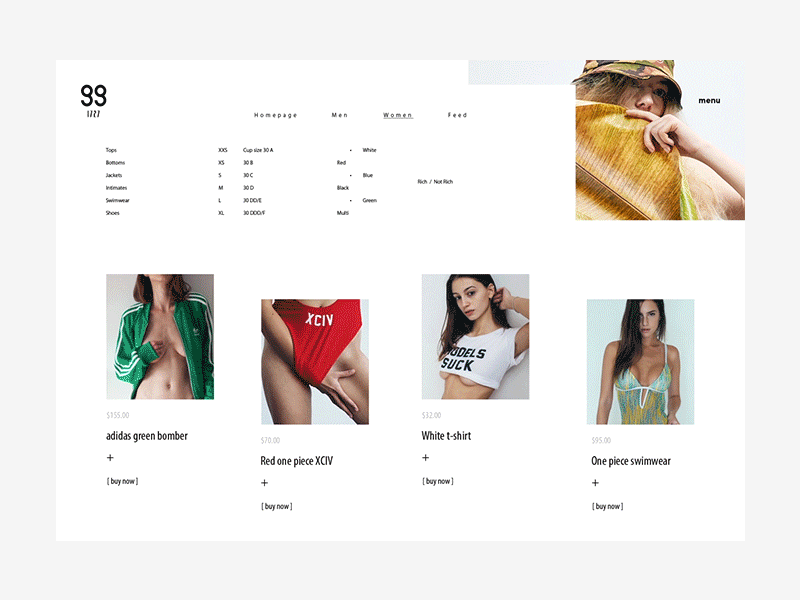 99
menu
Homepage Men Women Feed
Tops XXS Cup size 30 A • White
Bottoms XS 30 B Red
Jackets S 30 C • Blue
Rich / Not Rich
Intimates M 30 D Black
Swimwear L 30 DD/E • Green
Shoes XL 30 DDD/F Multi
XCIV
MODELS
SUCK
$155.00
adidas green bomber
+
[ buy now ]
$70.00
Red one piece XCIV
+
[ buy now ]
$32.00
White t-shirt
+
[ buy now ]
$95.00
One piece swimwear
+
[ buy now ]